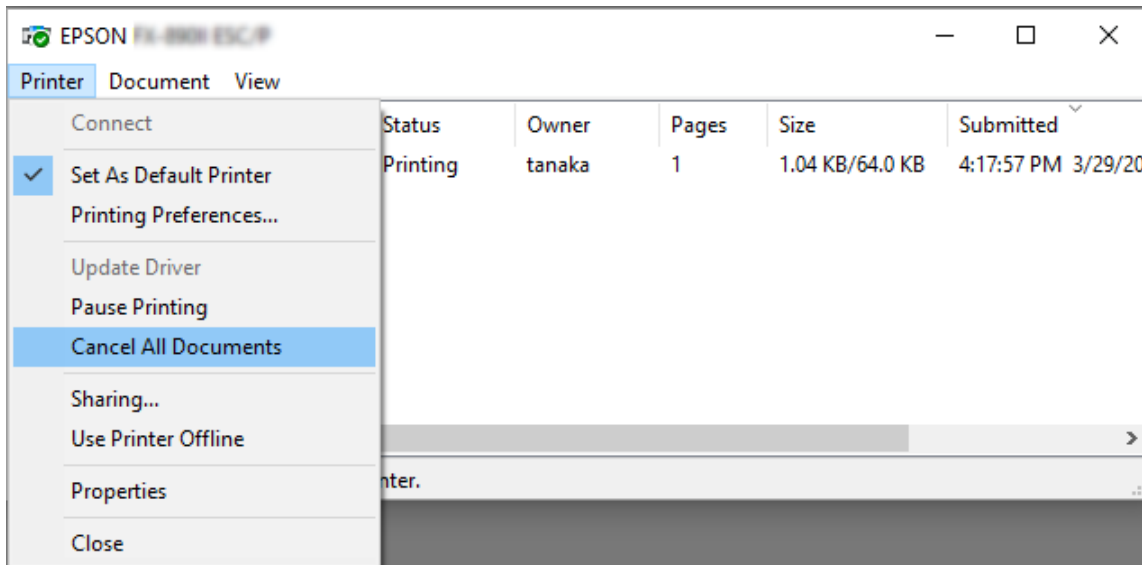 EPSON
Printer Document View
Connect
Status Owner Pages Size Submitted
Printing tanaka 1 1.04 KB/64.0 KB 4:17:57 PM 3/29/20
Set As Default Printer
Printing Preferences...
Update Driver
Pause Printing
Cancel All Documents
Sharing...
Use Printer Offline
Properties
nter.
Close